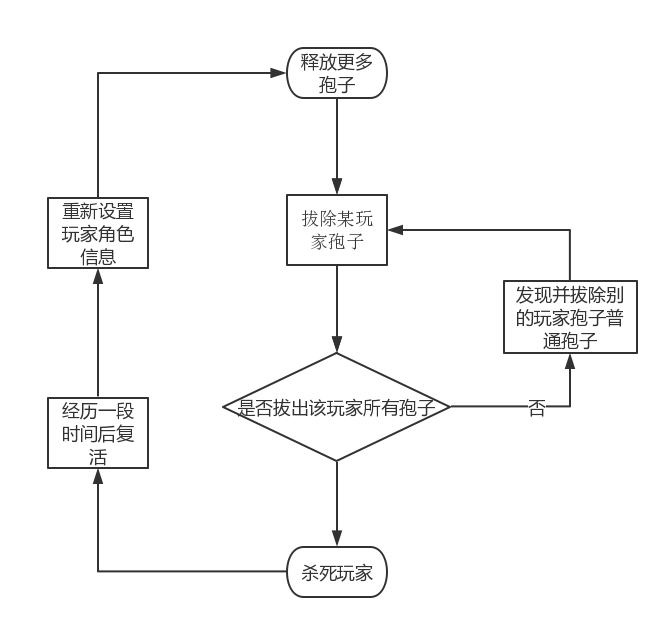 释放更多
孢子
拔除某玩
家孢子
是否拔出该玩家所有孢子
否
发现并拔除别
的玩家孢子普
通孢子
杀死玩家
经历一段
时间后复
活
重新设置
玩家角色
信息